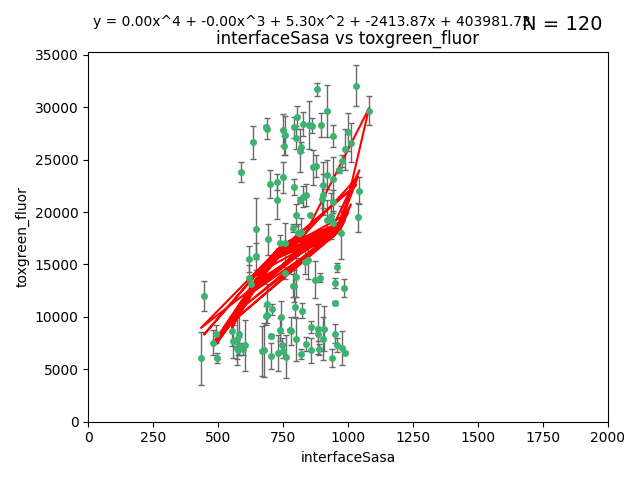 y = 0.00x^4 + -0.00x^3 + 5.30x^2 + -2413.87x + 403981.73
N = 120
interfaceSasa vs toxgreen_fluor
35000
30000
25000
20000
15000
10000
5000
0
toxgreen_fluor
0 250 500 750 1000 1250 1500 1750 2000
interfaceSasa